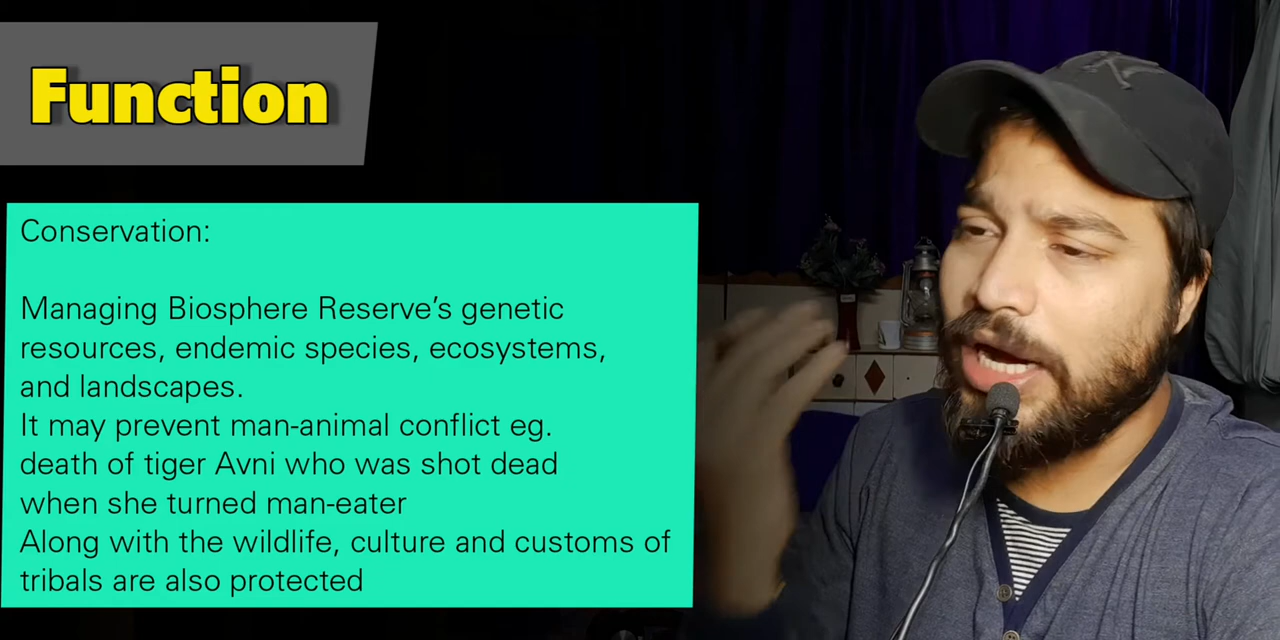 Function
Conservation:
Managing Biosphere Reserve’s genetic
resources, endemic species, ecosystems,
and landscapes.
It may prevent man-animal conflict eg.
death of tiger Avni who was shot dead
when she turned man-eater
Along with the wildlife, culture and customs of
tribals are also protected